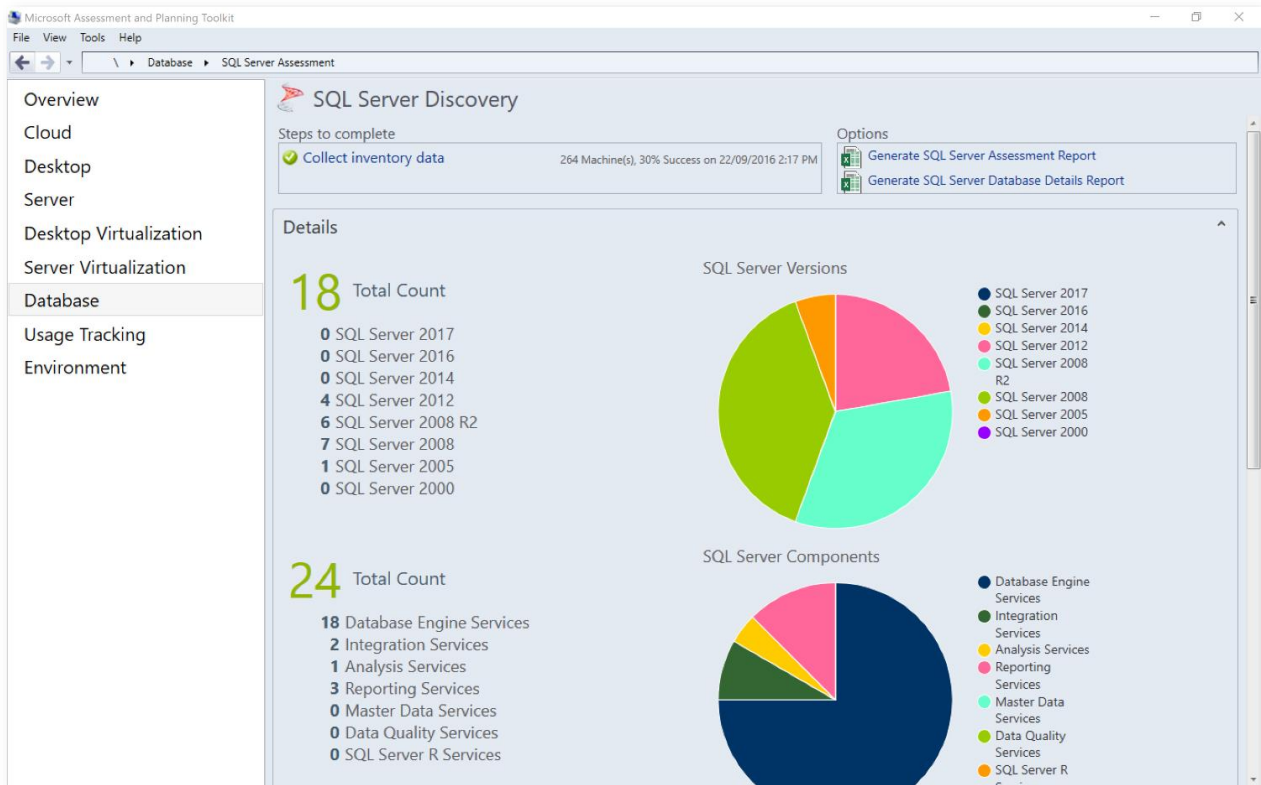 Microsoft Assessment and Planning Toolkit
File View Tools Help
\ Database SQL Server Assessment
Overview
Cloud
Desktop
Server
Desktop Virtualization
Server Virtualization
Database
Usage Tracking
Environment
SQL Server Discovery
Steps to complete
Collect inventory data 264 Machine(s), 30% Success on 22/09/2016 2:17 PM
Options
Generate SQL Server Assessment Report
Generate SQL Server Database Details Report
Details
18 Total Count
0 SQL Server 2017
0 SQL Server 2016
0 SQL Server 2014
4 SQL Server 2012
6 SQL Server 2008 R2
7 SQL Server 2008
1 SQL Server 2005
0 SQL Server 2000
SQL Server Versions
SQL Server 2017
SQL Server 2016
SQL Server 2014
SQL Server 2012
SQL Server 2008
R2
SQL Server 2008
SQL Server 2005
SQL Server 2000
24 Total Count
18 Database Engine Services
2 Integration Services
1 Analysis Services
3 Reporting Services
0 Master Data Services
0 Data Quality Services
0 SQL Server R Services
SQL Server Components
Database Engine
Services
Integration
Services
Analysis Services
Reporting
Services
Master Data
Services
Data Quality
Services
SQL Server R